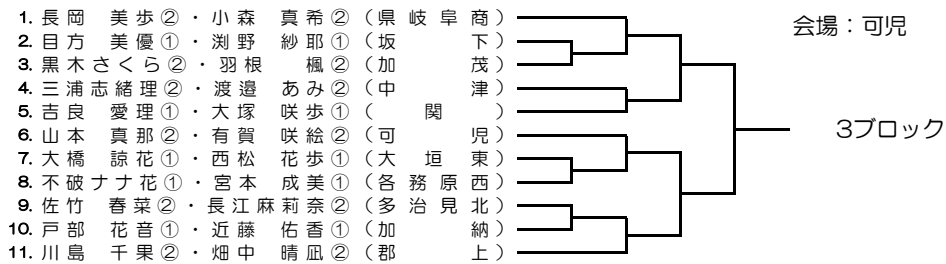 1. 長岡 美歩②・小森 真希②（県岐阜商）
会場：可児
2. 目方 美優①・渕野 紗耶①（坂下）
3. 黒木さくら②・羽根 楓②（加茂）
4. 三浦志緒理②・渡邉 あみ②（中津）
5. 吉良 愛理①・大塚 咲歩①（関）
6. 山本 真那②・有賀 咲絵②（可児）
3ブロック
7. 大橋 諒花①・西松 花歩①（大垣東）
8. 不破ナナ花①・宮本 成美①（各務原西）
9. 佐竹 春菜②・長江麻莉奈②（多治見北）
10. 戸部 花音①・近藤 佑香①（加納）
11. 川島 千果②・畑中 晴凪②（郡上）